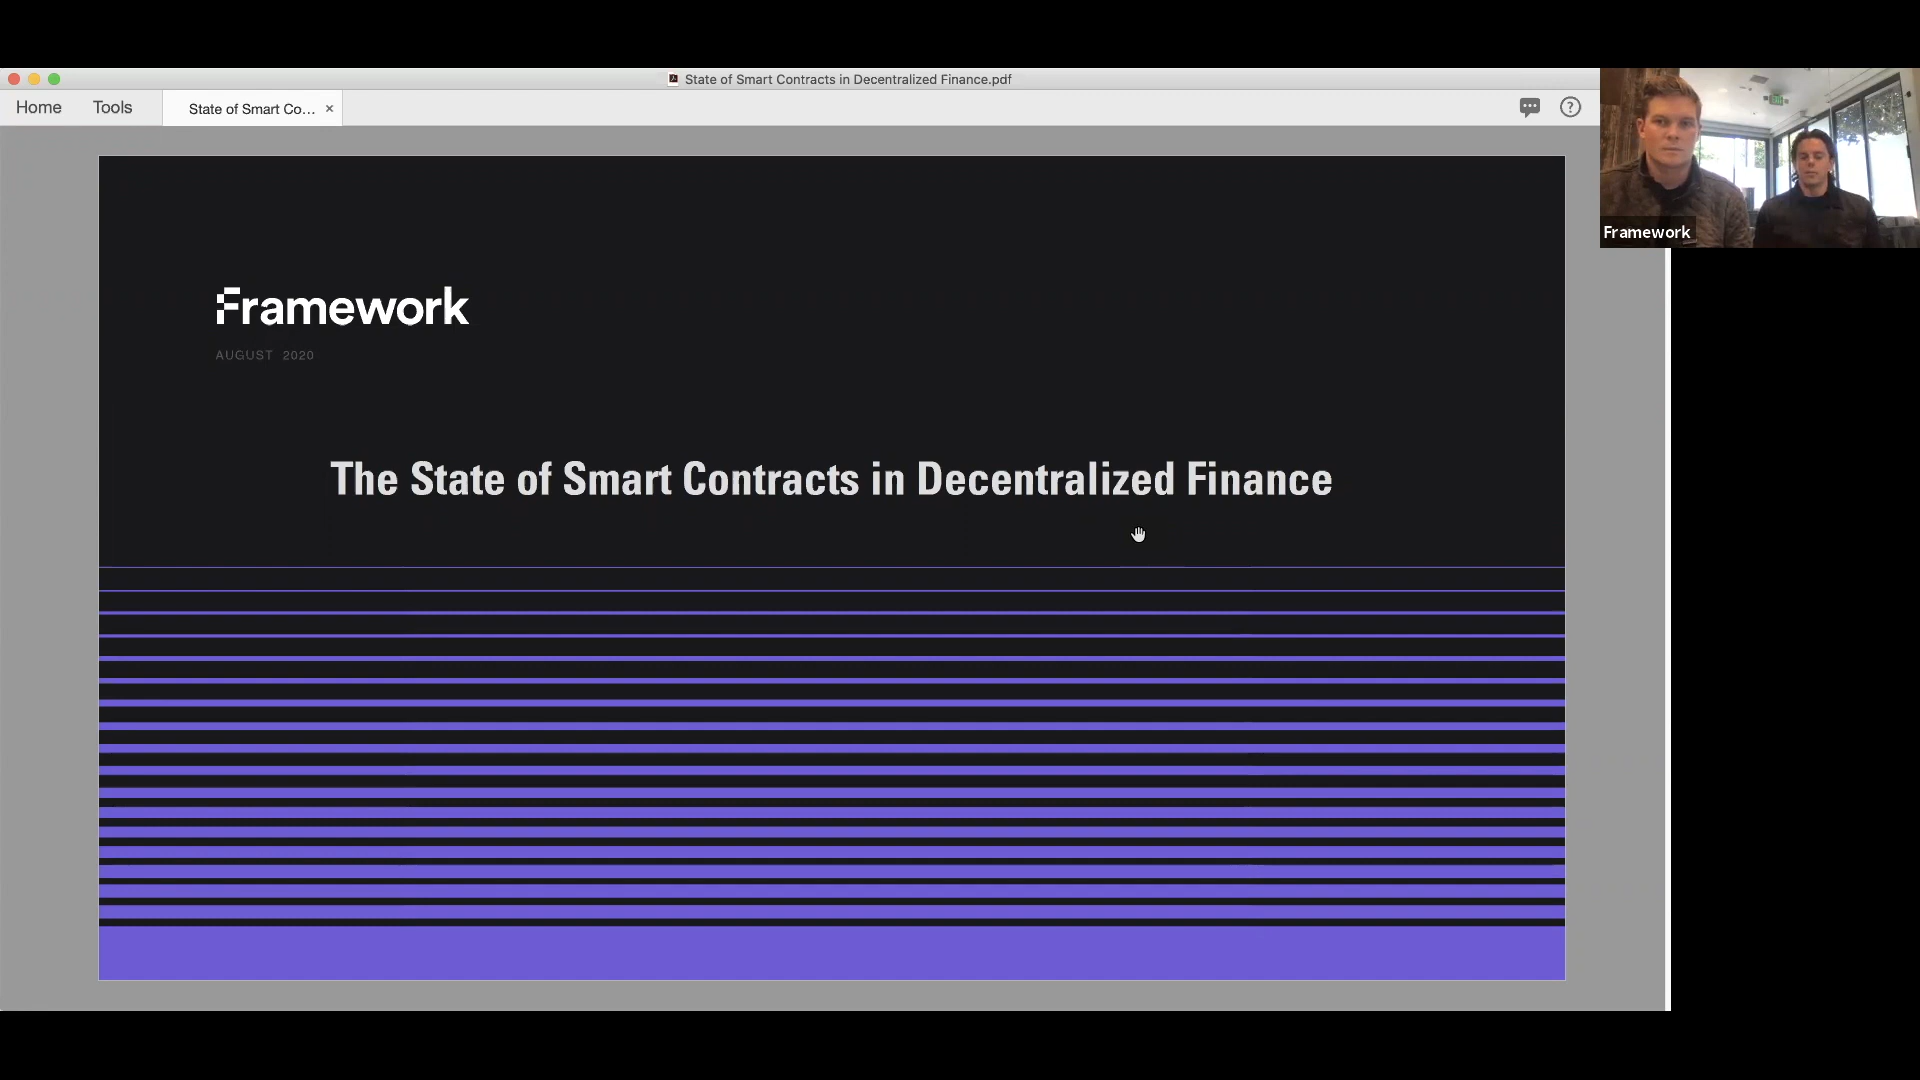 State of Smart Contracts in Decentralized Finance.pdf
Home
Tools
State of Smart Co...
×
?
Framework
Framework
AUGUST 2020
The State of Smart Contracts in Decentralized Finance